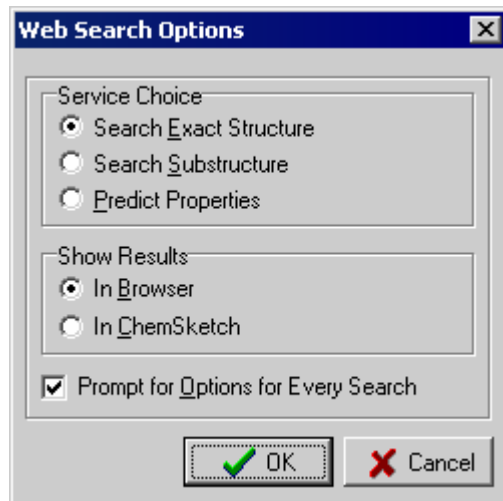 Web Search Options
Service Choice
Search Exact Structure
Search Substructure
Predict Properties
Show Results
In Browser
In ChemSketch
Prompt for Options for Every Search
OK
Cancel